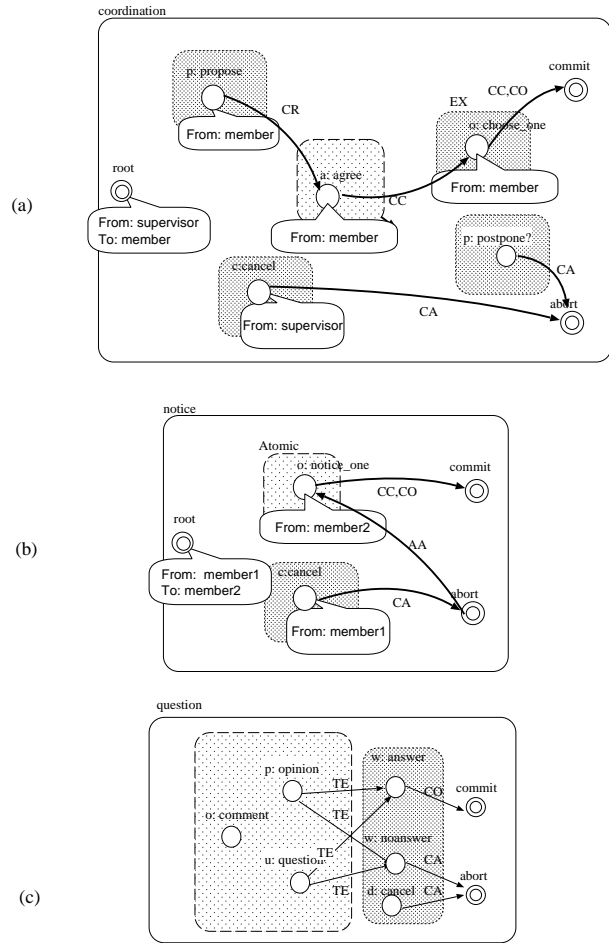 coordination
p: propose
From: member
CR
root
From: supervisor
To: member
a: agree
From: member
CC
EX
o: choose_one
From: member
CC,CO
commit
p: postpone?
CA
abort
c:cancel
From: supervisor
CA
(a)
notice
Atomic
o: notice_one
From: member2
CC,CO
commit
root
From: member1
To: member2
AA
c:cancel
From: member1
CA
abort
(b)
question
p: opinion
TE
w: answer
CO
commit
o: comment
TE
u: question
TE
w: noanswer
CA
TE
d: cancel
CA
abort
(c)